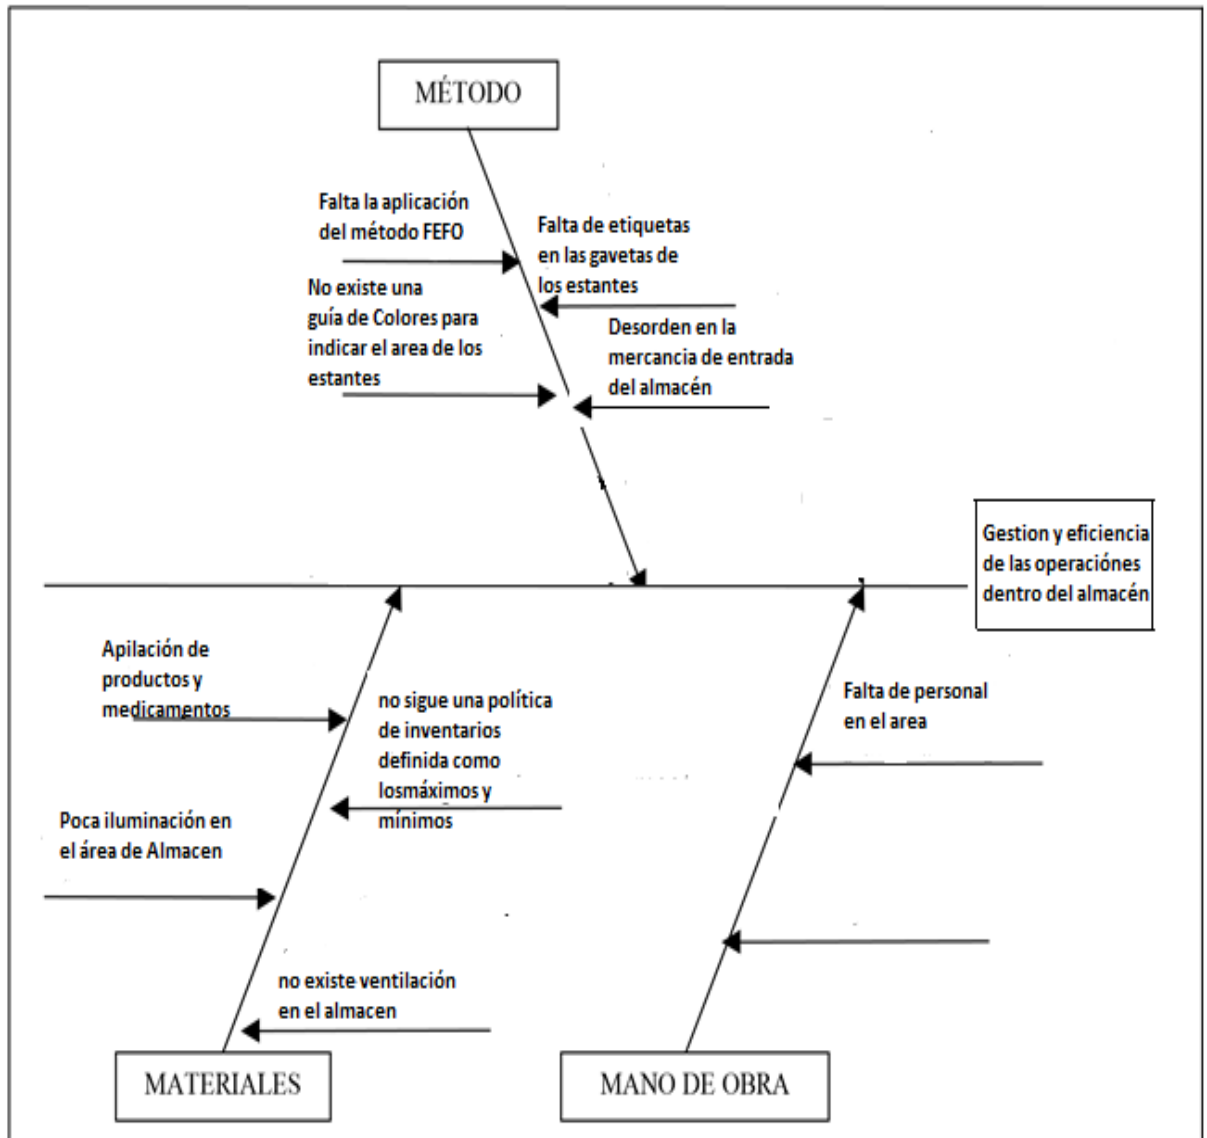 MÉTODO
Falta la aplicación
del método FEFO
Falta de etiquetas
en las gavetas de
los estantes
No existe una
guía de Colores para
indicar el area de los
estantes
Desorden en la
mercancia de entrada
del almacén
Gestion y eficiencia
de las operaciónes
dentro del almacén
Apilación de
productos y
medicamentos
no sigue una política
de inventarios
definida como
losmáximos y
mínimos
Falta de personal
en el area
Poca iluminación en
el área de Almacen
no existe ventilación
en el almacen
MATERIALES
MANO DE OBRA